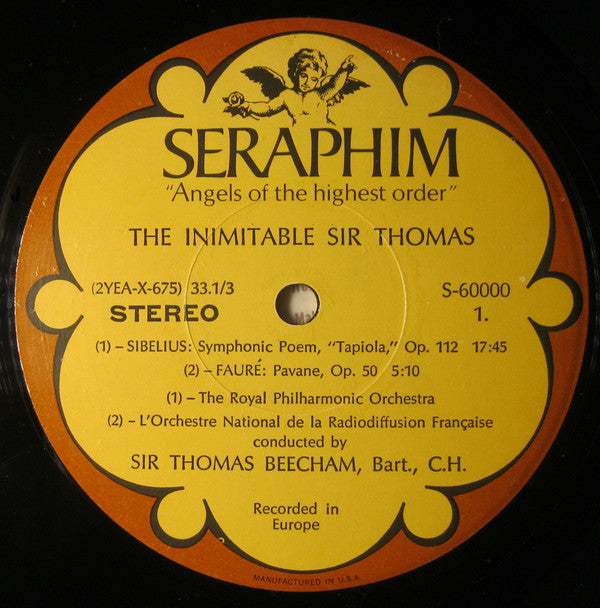 SERAPHIM
"Angels of the highest order"
THE INIMITABLE SIR THOMAS
(2YEA-X-675) 33.1/3
S-60000
STEREO
1.
(1) – SIBELIUS: Symphonic Poem, "Tapiola," Op. 112 17:45
(2) – FAURÉ: Pavane, Op. 50 5:10
(1) – The Royal Philharmonic Orchestra
(2) – L'Orchestre National de la Radiodiffusion Française
conducted by
SIR THOMAS BEECHAM, Bart., C.H.
Recorded in
Europe
MANUFACTURED IN U.S.A.